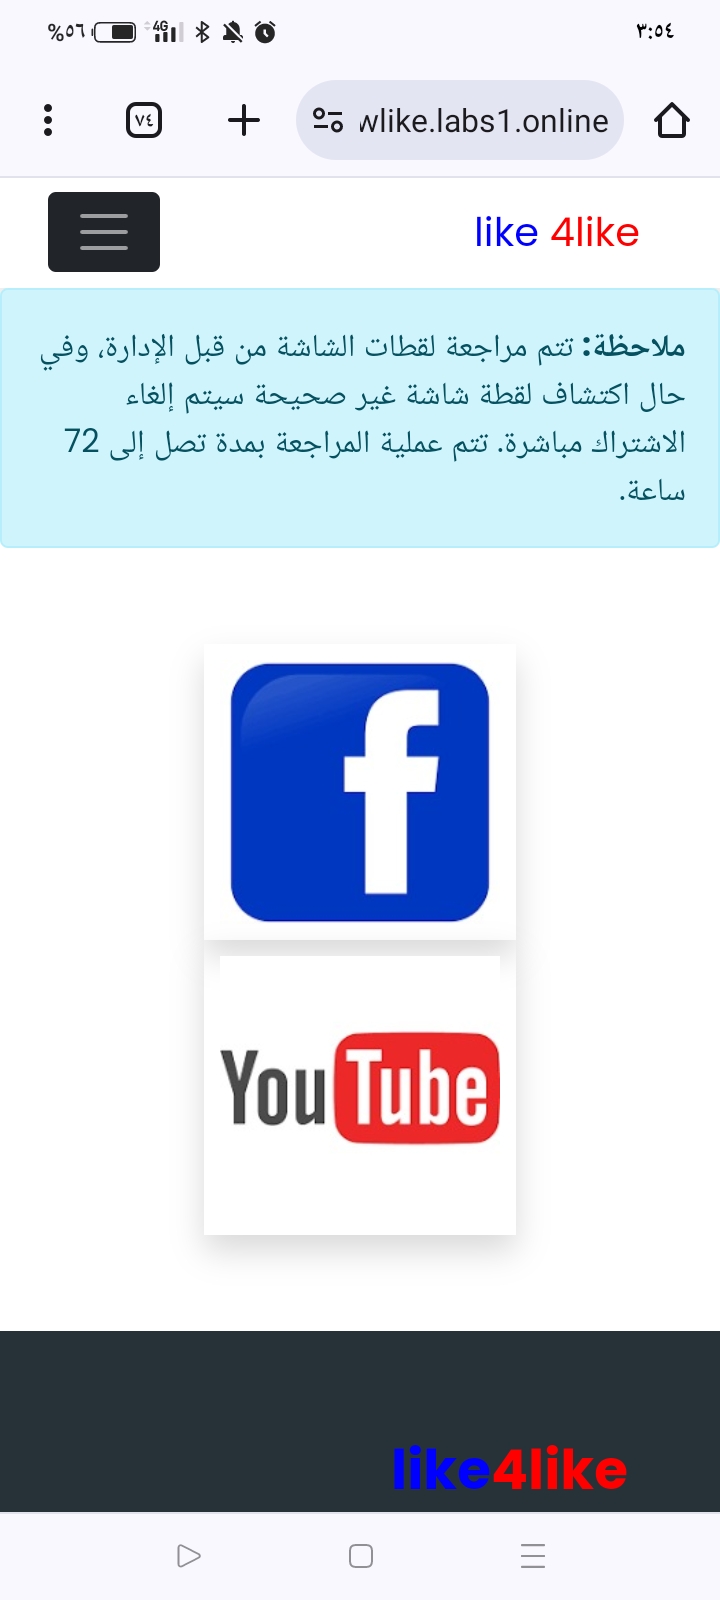 %٥٦ 4G ٣:٥٤
٧٤ wlike.labs1.online
like 4like
ملاحظة: تتم مراجعة لقطات الشاشة من قبل الإدارة، وفي
حال اكتشاف لقطة شاشة غير صحيحة سيتم إلغاء
الاشتراك مباشرة. تتم عملية المراجعة بمدة تصل إلى 72
ساعة.
f
YouTube
like4like